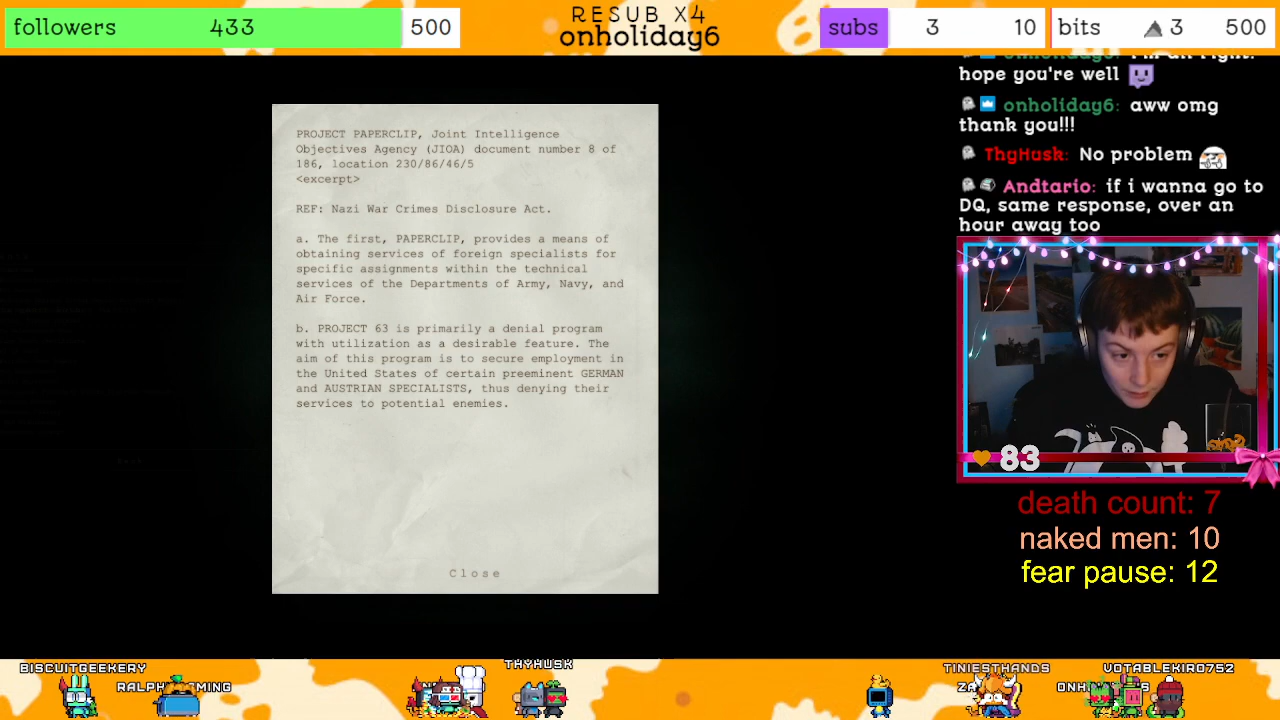 followers 433 500
RESUB X4
onholiday6
subs 3 10
bits 3 500
hope you're well
onholiday6: aww omg
thank you!!!
ThgHusk: No problem
Andtario: if i wanna go to
DQ, same response, over an
hour away too
PROJECT PAPERCLIP, Joint Intelligence
Objectives Agency (JIOA) document number 8 of
186, location 230/86/46/5
<excerpt>
REF: Nazi War Crimes Disclosure Act.
a. The first, PAPERCLIP, provides a means of
obtaining services of foreign specialists for
specific assignments within the technical
services of the Departments of Army, Navy, and
Air Force.
b. PROJECT 63 is primarily a denial program
with utilization as a desirable feature. The
aim of this program is to secure employment in
the United States of certain preeminent GERMAN
and AUSTRIAN SPECIALISTS, thus denying their
services to potential enemies.
Close
83
death count: 7
naked men: 10
fear pause: 12
BISCUITGEEKERY
THYHUSK
TINIESTHANDS
VOTABLEKIRO752